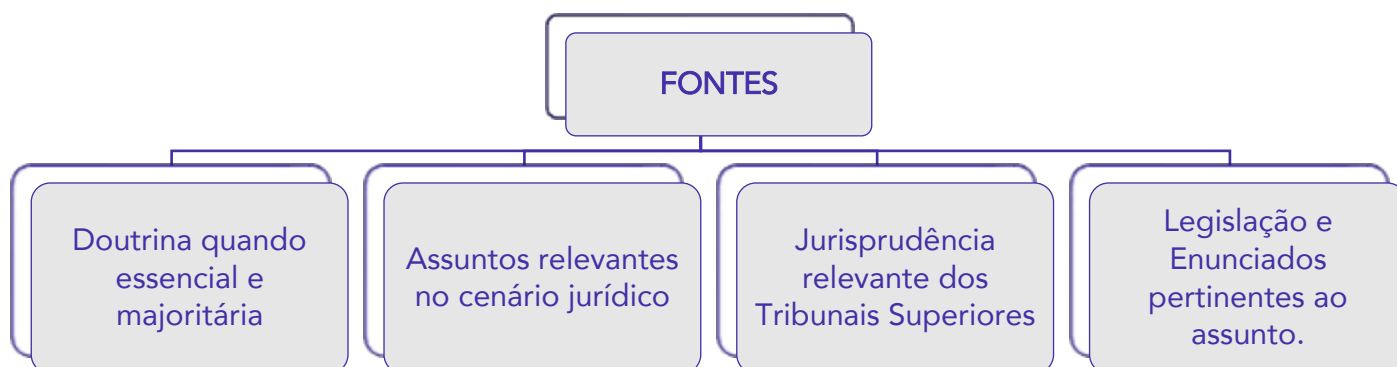 FONTES
Doutrina quando
essencial e
majoritária
Assuntos relevantes
no cenário jurídico
Jurisprudência
relevante dos
Tribunais Superiores
Legislação e
Enunciados
pertinentes ao
assunto.